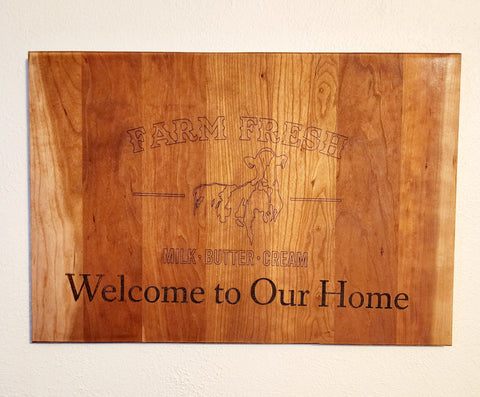 FARM FRESH
MILK · BUTTER · CREAM
Welcome to Our Home